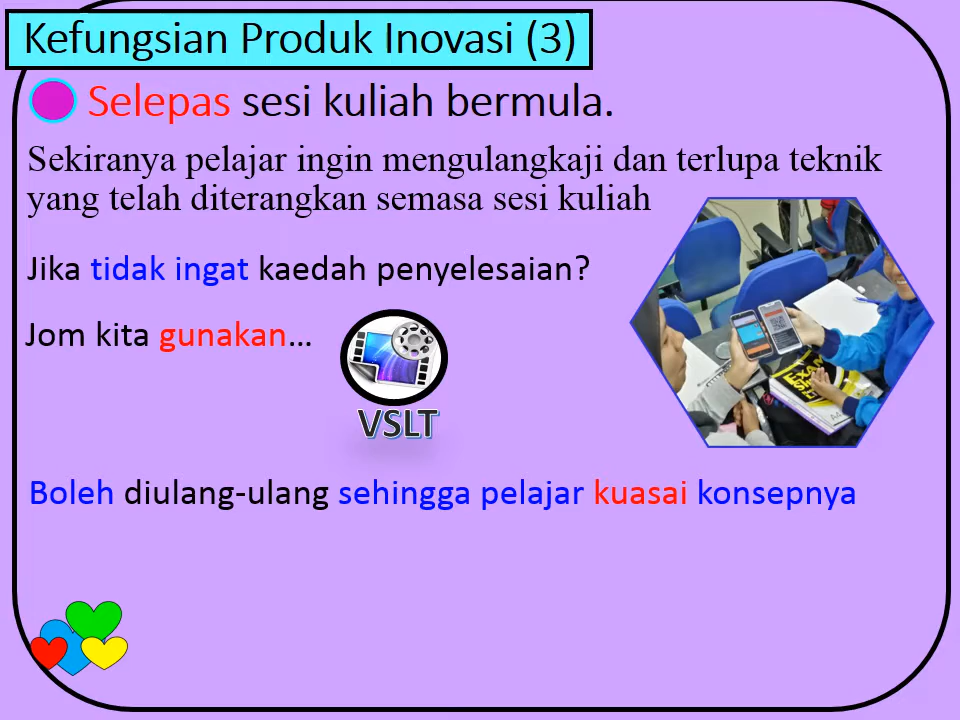 Kefungsian Produk Inovasi (3)
Selepas sesi kuliah bermula.
Sekiranya pelajar ingin mengulangkaji dan terlupa teknik
yang telah diterangkan semasa sesi kuliah
Jika tidak ingat kaedah penyelesaian?
Jom kita gunakan...
VSLT
Boleh diulang-ulang sehingga pelajar kuasai konsepnya